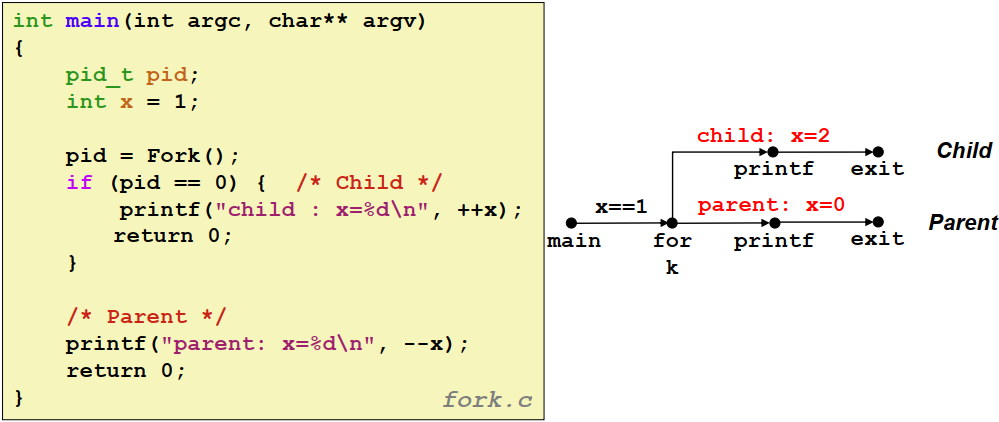 int main(int argc, char** argv)
{
    pid_t pid;
    int x = 1;

    pid = Fork();
    if (pid == 0) {  /* Child */
        printf("child : x=%d\n", ++x);
        return 0;
    }

    /* Parent */
    printf("parent: x=%d\n", --x);
    return 0;
}
fork.c
child: x=2
Child
printf
exit
x==1
parent: x=0
Parent
main
for
k
printf
exit